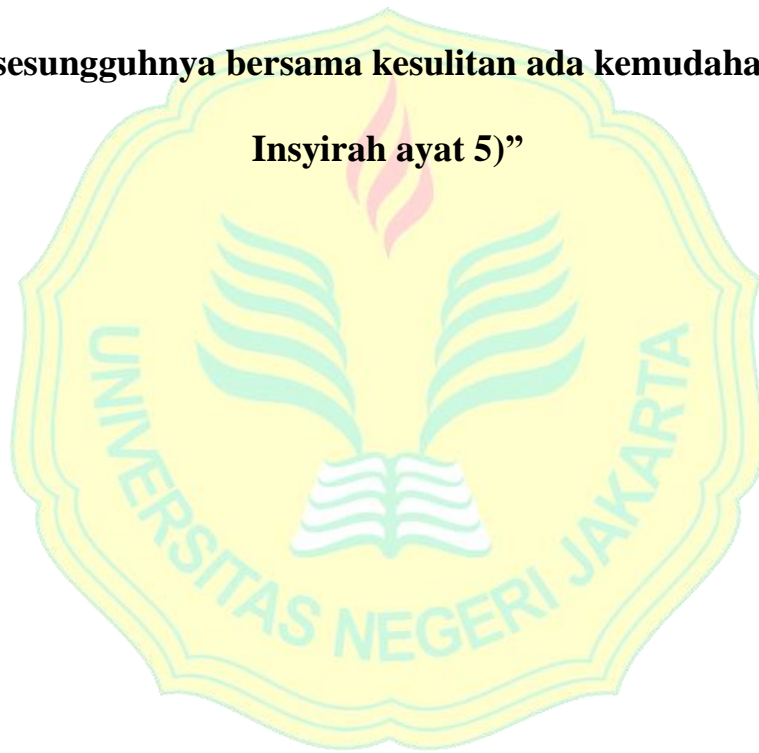 sesungguhnya bersama kesulitan ada kemudaha
Insyirah ayat 5)”
UNIVERSITAS NEGERI JAKARTA